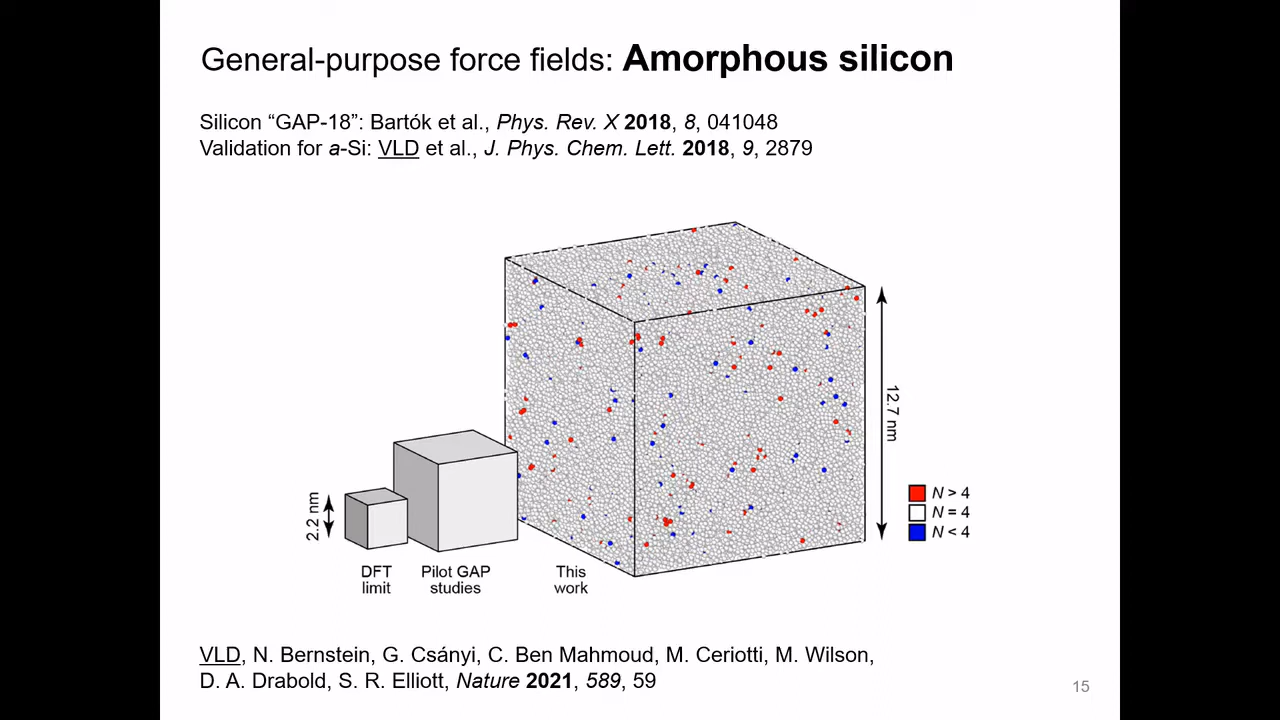 General-purpose force fields: Amorphous silicon
Silicon “GAP-18”: Bartók et al., Phys. Rev. X 2018, 8, 041048
Validation for a-Si: VLD et al., J. Phys. Chem. Lett. 2018, 9, 2879
12.7 nm
2.2 nm
N > 4
N = 4
N < 4
DFT
limit
Pilot GAP
studies
This
work
VLD, N. Bernstein, G. Csányi, C. Ben Mahmoud, M. Ceriotti, M. Wilson,
D. A. Drabold, S. R. Elliott, Nature 2021, 589, 59
15